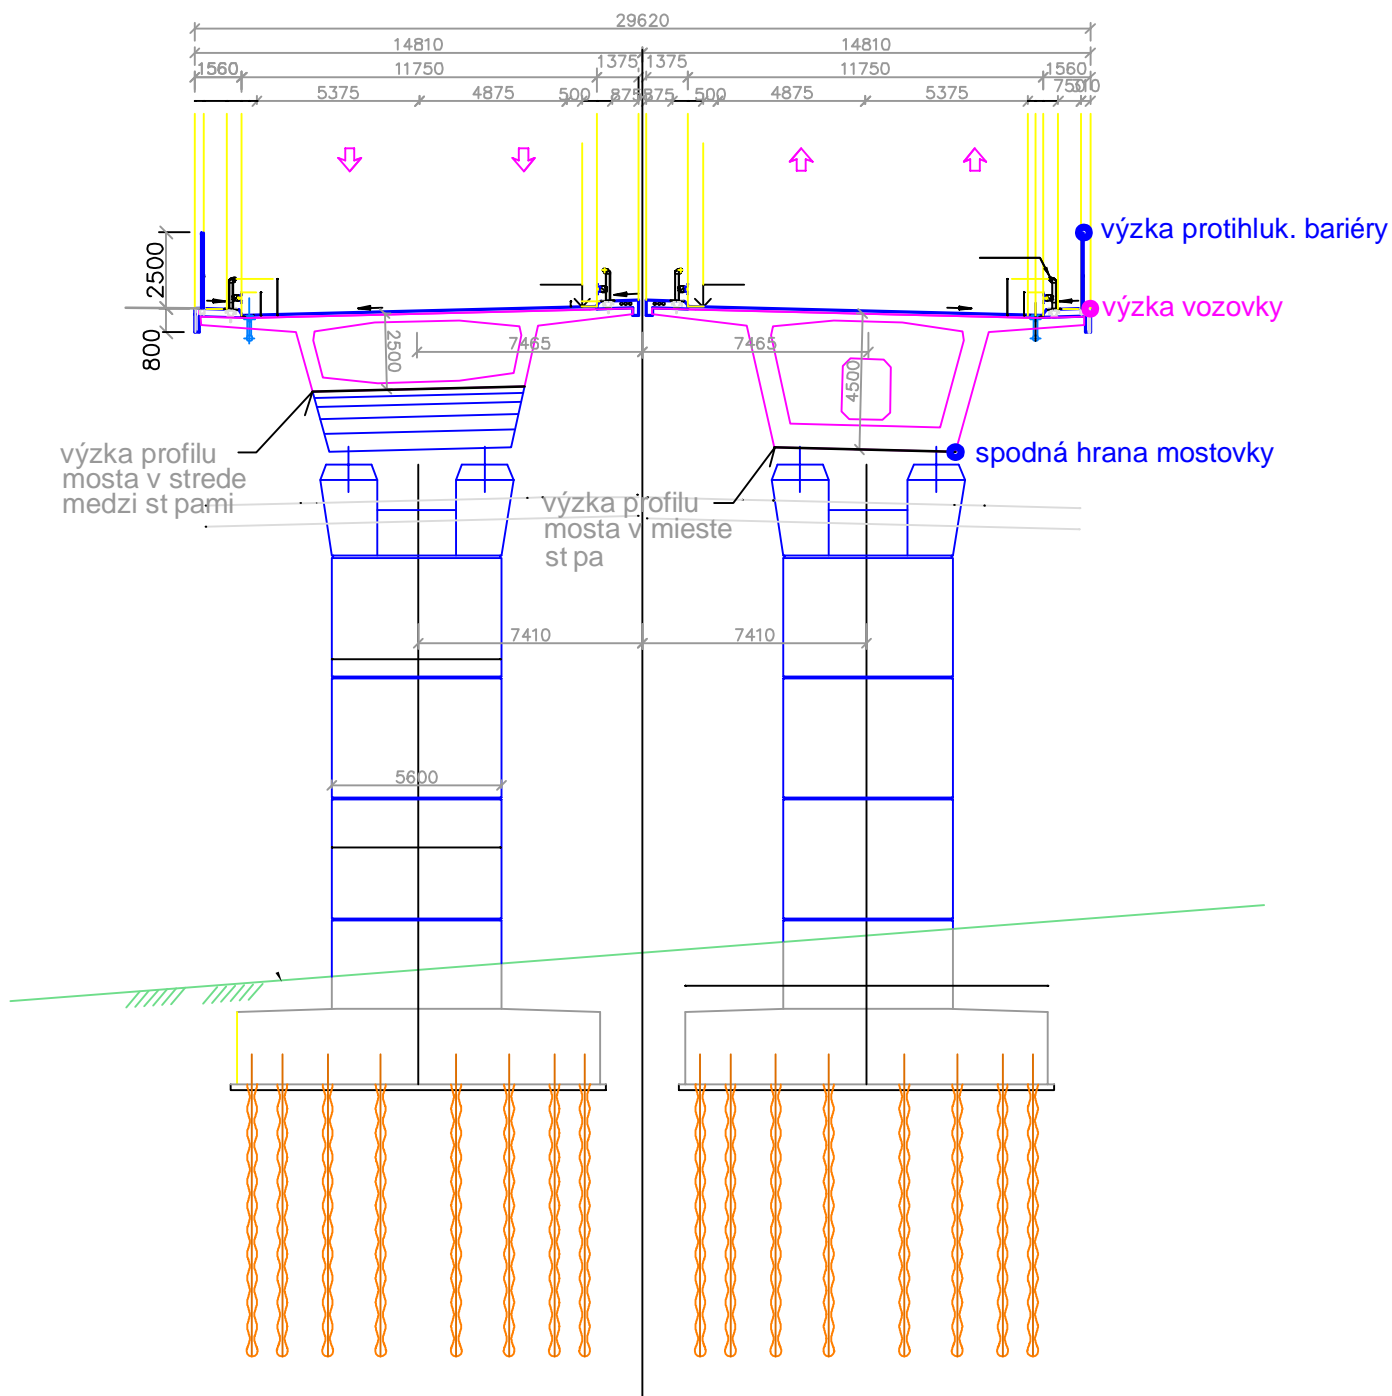 29620
14810 14810
1375 1375
1560 11750 11750 1560
5375 4875 500 875 875 500 4875 5375 750
výzka protihluk. bariéry
2500
výzka vozovky
800
2500 7465 7465
4500
výzka profilu
mosta v strede
medzi st pami
spodná hrana mostovky
výzka profilu
mosta v mieste
st pa
7410 7410
5600